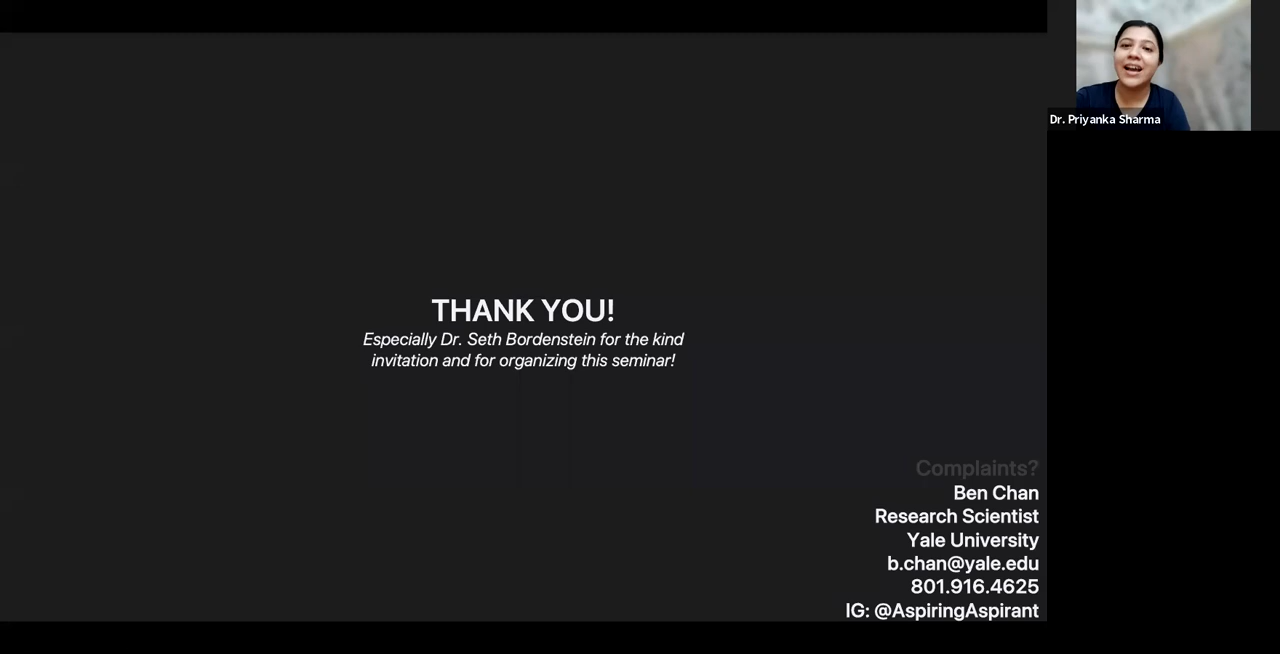 Dr. Priyanka Sharma
THANK YOU!
Especially Dr. Seth Bordenstein for the kind
invitation and for organizing this seminar!
Complaints?
Ben Chan
Research Scientist
Yale University
b.chan@yale.edu
801.916.4625
IG: @AspiringAspirant